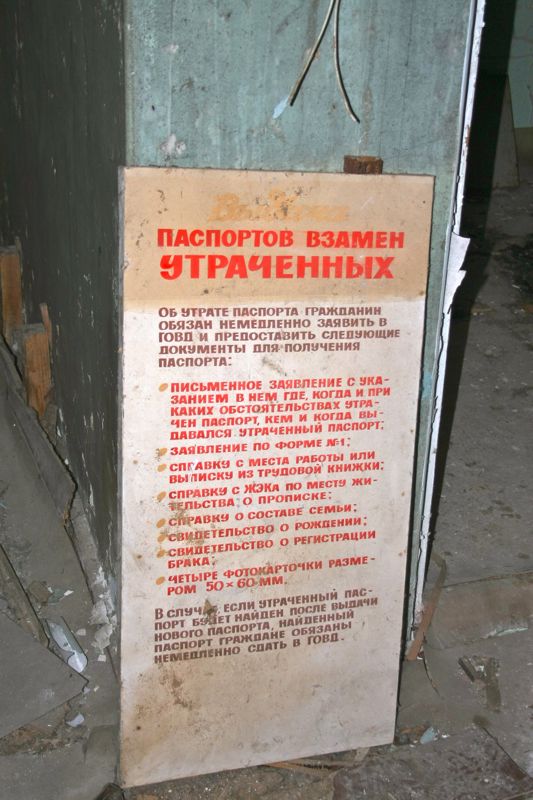 Выдача
ПАСПОРТОВ ВЗАМЕН
УТРАЧЕННЫХ
ОБ УТРАТЕ ПАСПОРТА ГРАЖДАНИН
ОБЯЗАН НЕМЕДЛЕННО ЗАЯВИТЬ В
ГОВД И ПРЕДОСТАВИТЬ СЛЕДУЮЩИЕ
ДОКУМЕНТЫ ДЛЯ ПОЛУЧЕНИЯ
ПАСПОРТА:
ПИСЬМЕННОЕ ЗАЯВЛЕНИЕ С УКА-
ЗАНИЕМ В НЕМ ГДЕ, КОГДА И ПРИ
КАКИХ ОБСТОЯТЕЛЬСТВАХ УТРА-
ЧЕН ПАСПОРТ, КЕМ И КОГДА ВЫ-
ДАВАЛСЯ УТРАЧЕННЫЙ ПАСПОРТ;
ЗАЯВЛЕНИЕ ПО ФОРМЕ №1;
СПРАВКУ С МЕСТА РАБОТЫ ИЛИ
ВЫПИСКУ ИЗ ТРУДОВОЙ КНИЖКИ;
СПРАВКУ С ЖЭКА ПО МЕСТУ ЖИ-
ТЕЛЬСТВА О ПРОПИСКЕ;
СПРАВКУ О СОСТАВЕ СЕМЬИ;
СВИДЕТЕЛЬСТВО О РОЖДЕНИИ;
СВИДЕТЕЛЬСТВО О РЕГИСТРАЦИИ
БРАКА;
ЧЕТЫРЕ ФОТОКАРТОЧКИ РАЗМЕ-
РОМ 50×60 ММ.
В СЛУЧАЕ, ЕСЛИ УТРАЧЕННЫЙ ПАС-
ПОРТ БУДЕТ НАЙДЕН ПОСЛЕ ВЫДАЧИ
НОВОГО ПАСПОРТА, НАЙДЕННЫЙ
ПАСПОРТ ГРАЖДАНЕ ОБЯЗАНЫ
НЕМЕДЛЕННО СДАТЬ В ГОВД.